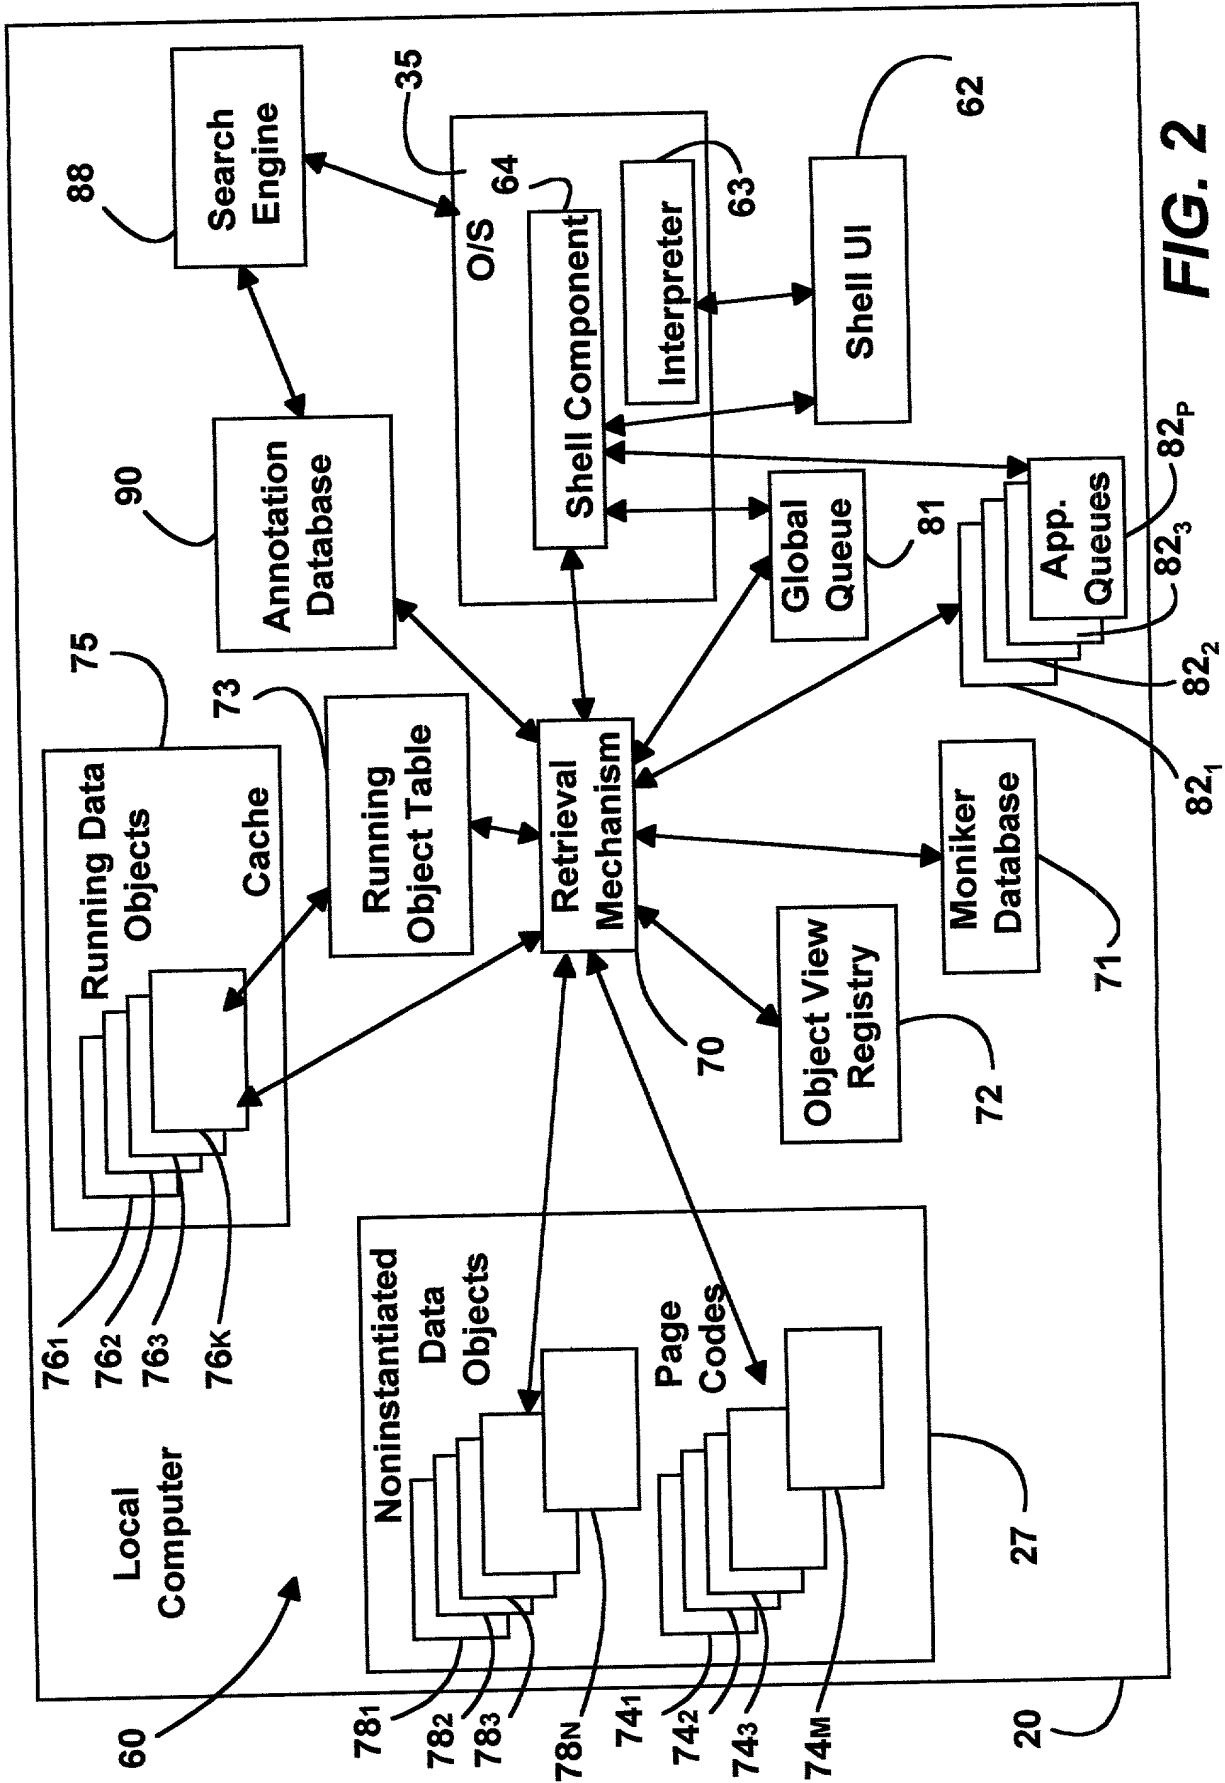 60
Local
Computer
76₁
76₂
76₃
76K
Running Data
Objects
Cache
75
73
Running
Object Table
90
Annotation
Database
88
Search
Engine
35
O/S
64
Shell Component
Interpreter
63
Shell UI
62
Noninstantiated
Data
Objects
Page
Codes
78₁
78₂
78₃
78N
74₁
74₂
74₃
74M
27
Retrieval
Mechanism
70
Object View
Registry
72
Moniker
Database
71
Global
Queue
81
App.
Queues
82₁
82₂
82₃
82P
20
FIG. 2